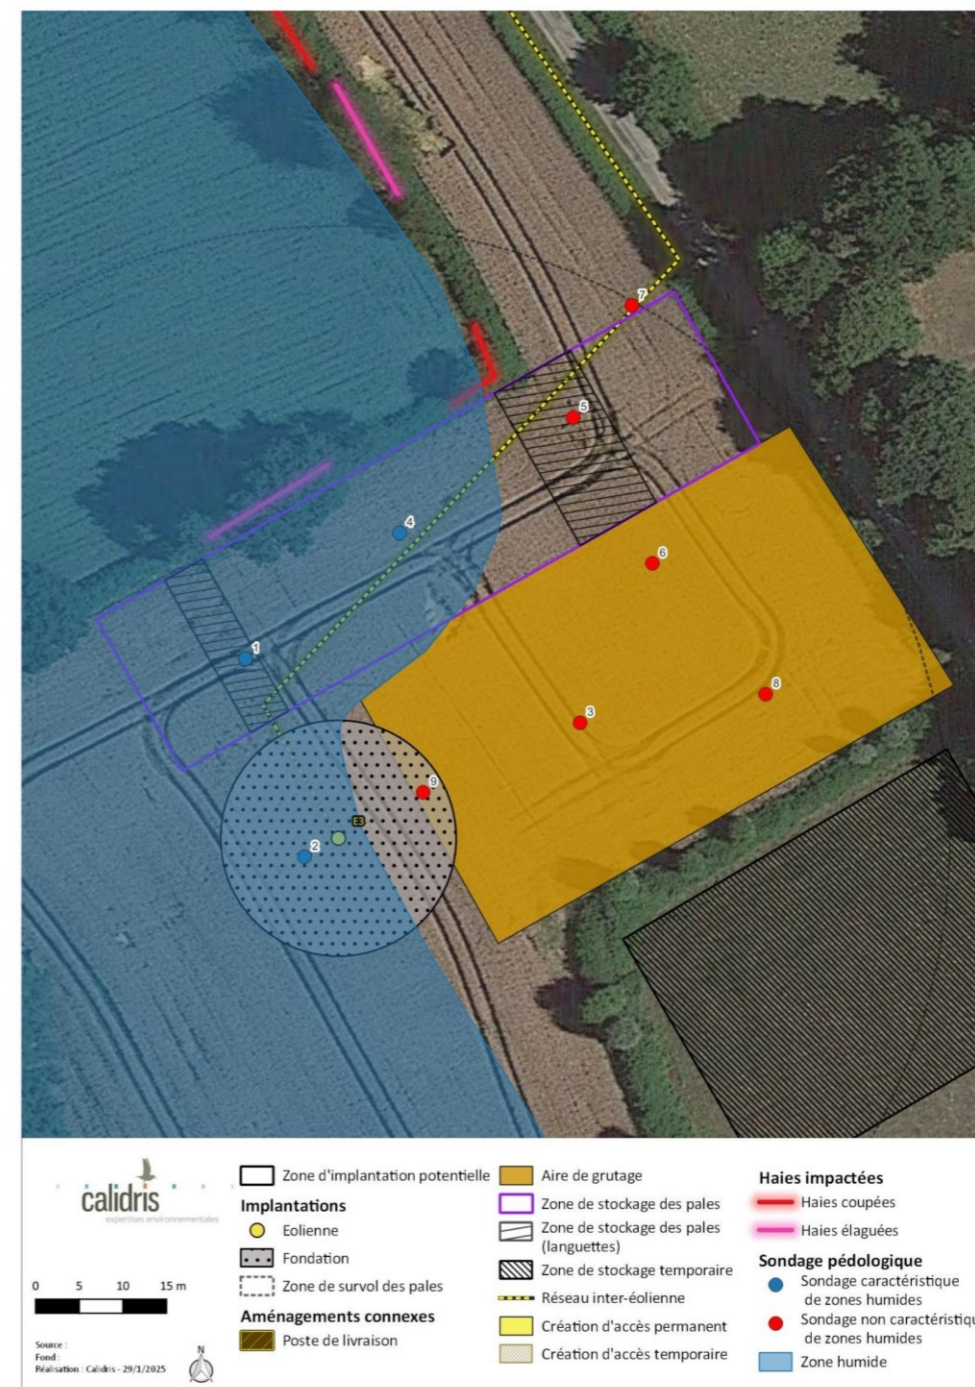 7
5
4
6
1
8
3
9
2
calidris
expertises environnementales
0 5 10 15 m
Source :
Fond :
Réalisation : Calidris - 29/1/2025
N
Zone d'implantation potentielle
Implantations
Eolienne
Fondation
Zone de survol des pales
Aménagements connexes
Poste de livraison
Aire de grutage
Zone de stockage des pales
Zone de stockage des pales
(languettes)
Zone de stockage temporaire
Réseau inter-éolienne
Création d'accès permanent
Création d'accès temporaire
Haies impactées
Haies coupées
Haies élaguées
Sondage pédologique
Sondage caractéristique
de zones humides
Sondage non caractéristiqu
de zones humides
Zone humide